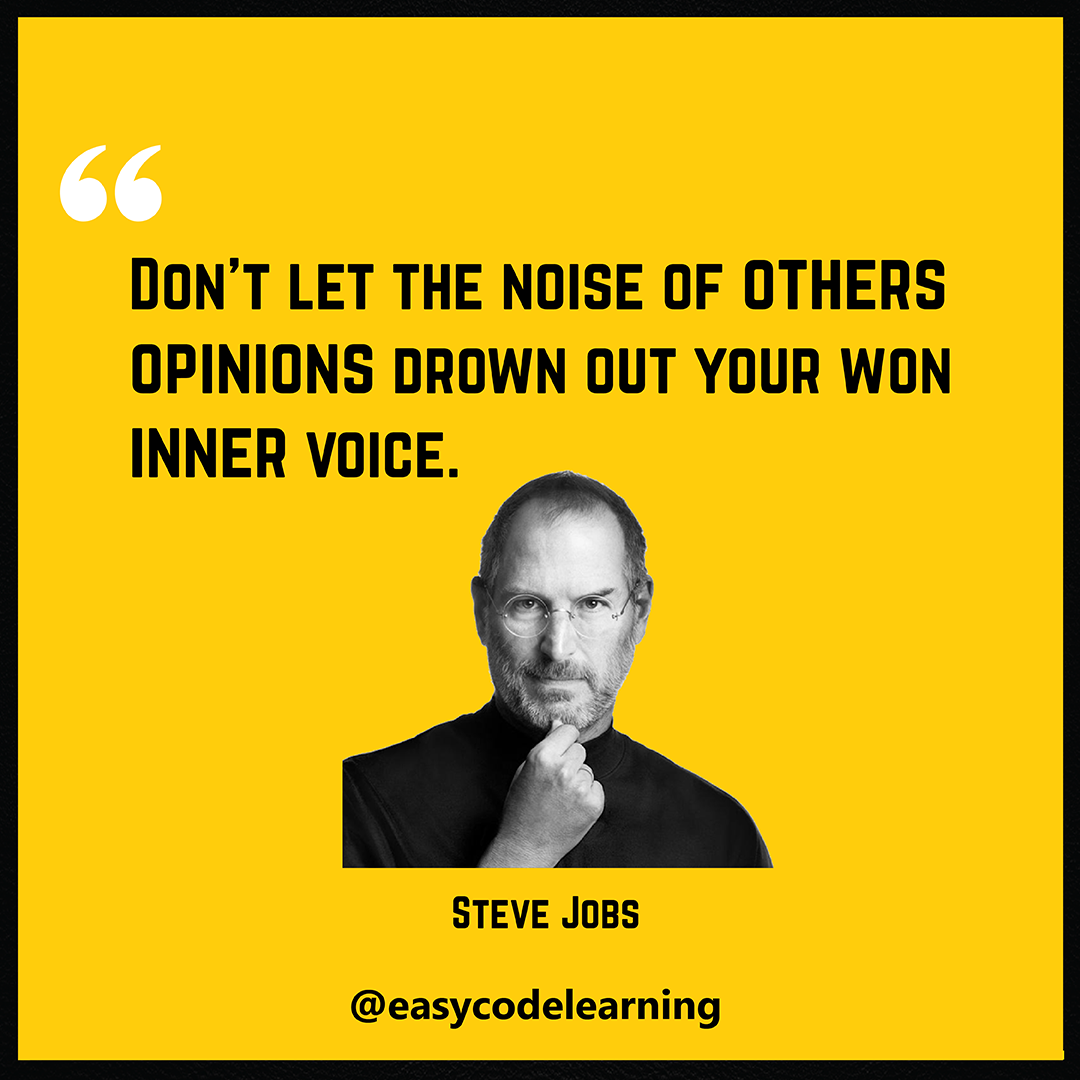 “
Don’t let the noise of OTHERS
OPINIONS drown out your won
INNER voice.
Steve Jobs
@easycodelearning